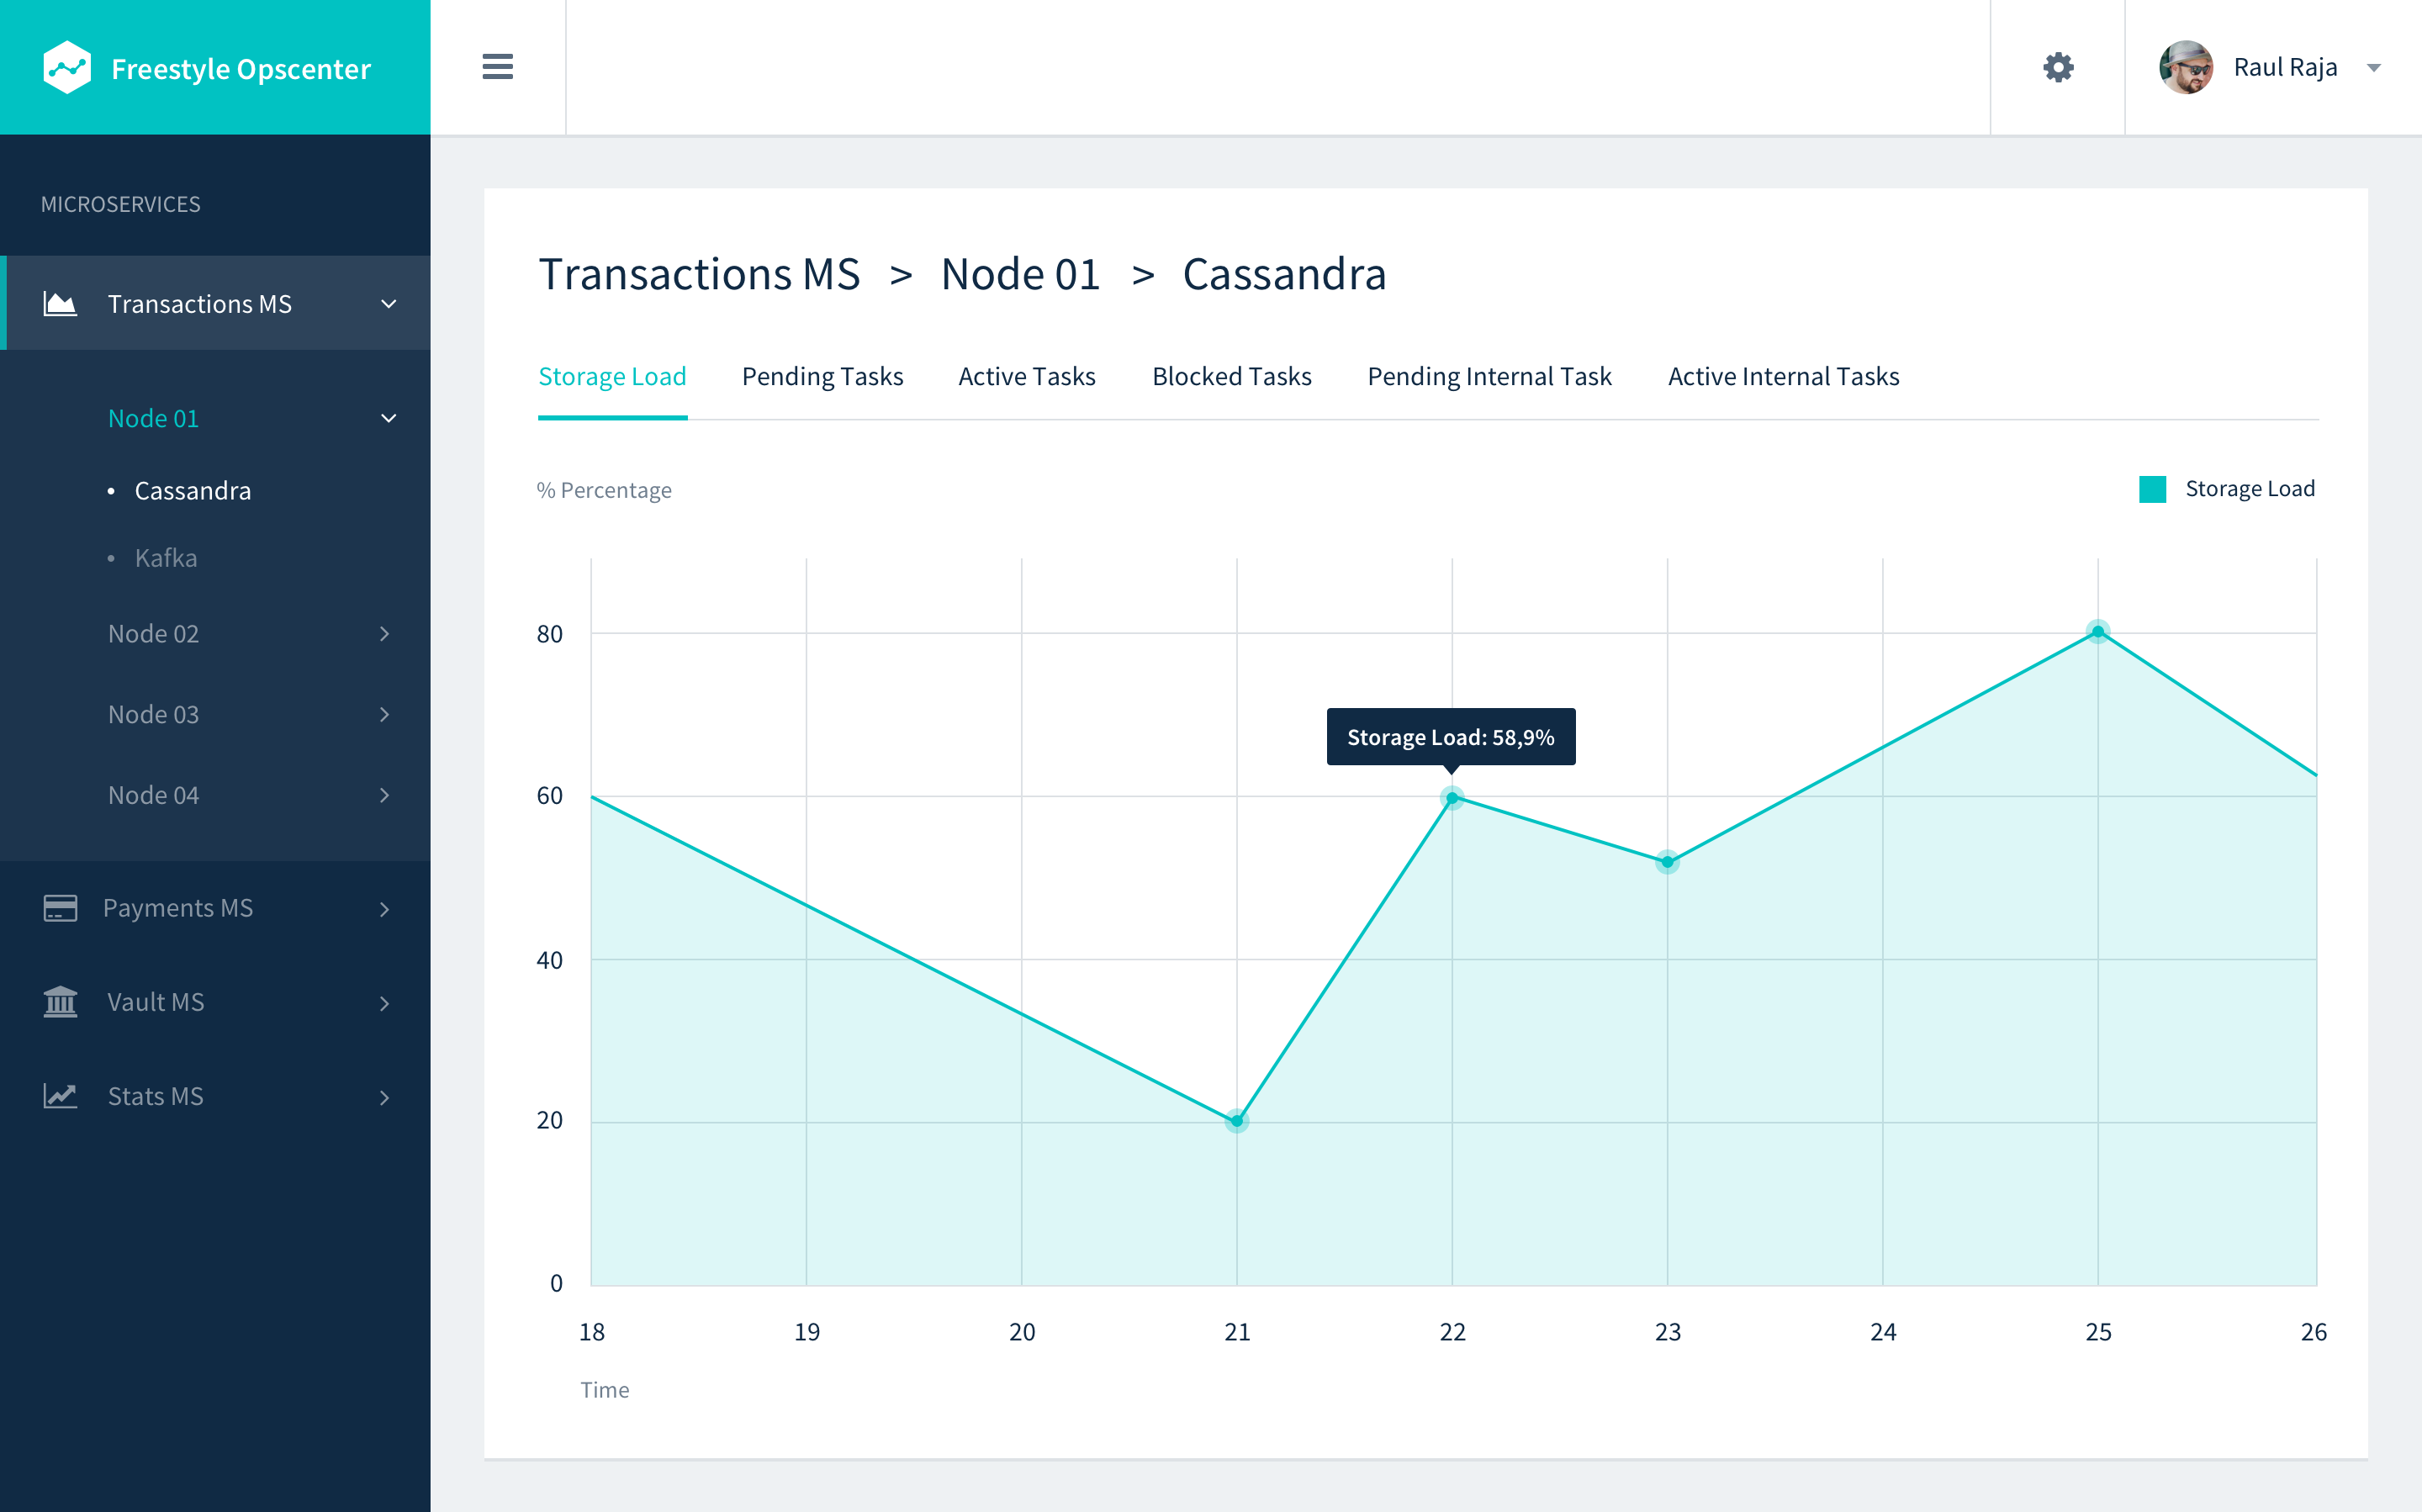 Freestyle Opscenter
Raul Raja
MICROSERVICES
Transactions MS
Node 01
• Cassandra
• Kafka
Node 02
Node 03
Node 04
Payments MS
Vault MS
Stats MS
Transactions MS > Node 01 > Cassandra
Storage Load Pending Tasks Active Tasks Blocked Tasks Pending Internal Task Active Internal Tasks
% Percentage
Storage Load
80
60
40
20
0
Storage Load: 58,9%
18 19 20 21 22 23 24 25 26
Time